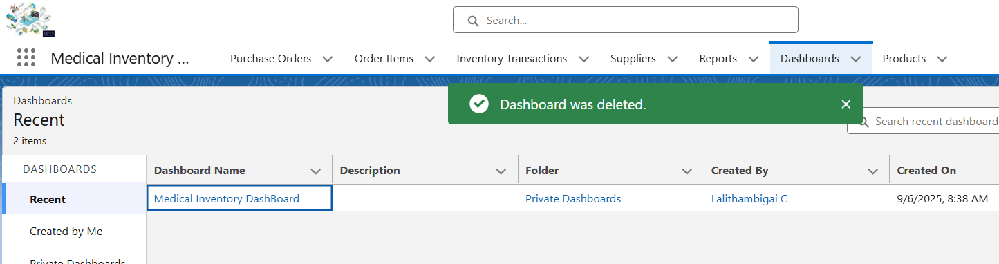 Search...
Medical Inventory ...
Purchase Orders
Order Items
Inventory Transactions
Suppliers
Reports
Dashboards
Products
Dashboards
Recent
2 items
Dashboard was deleted.
Search recent dashboard
DASHBOARDS
Dashboard Name
Description
Folder
Created By
Created On
Recent
Medical Inventory DashBoard
Private Dashboards
Lalithambigai C
9/6/2025, 8:38 AM
Created by Me
Private Dashboards